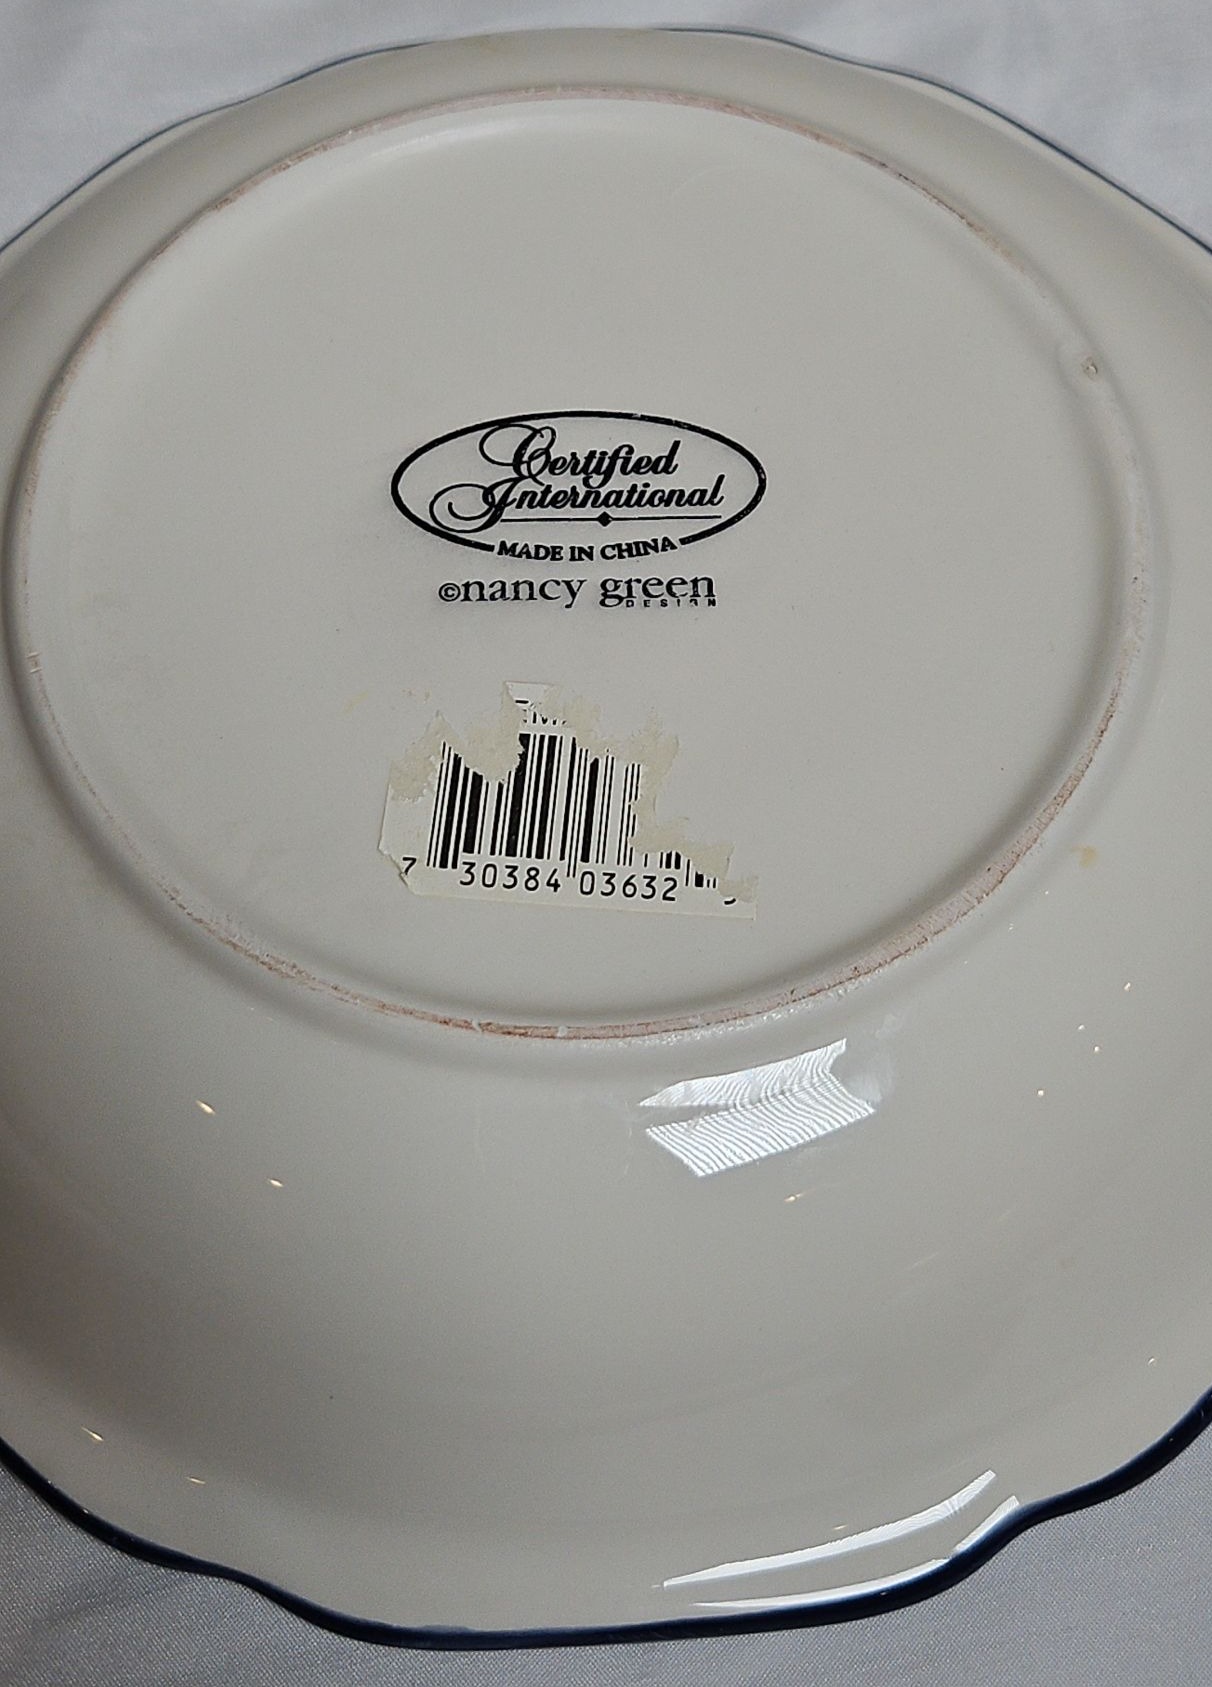 Certified
International
MADE IN CHINA
©nancy green
DESIGN
7 30384 03632